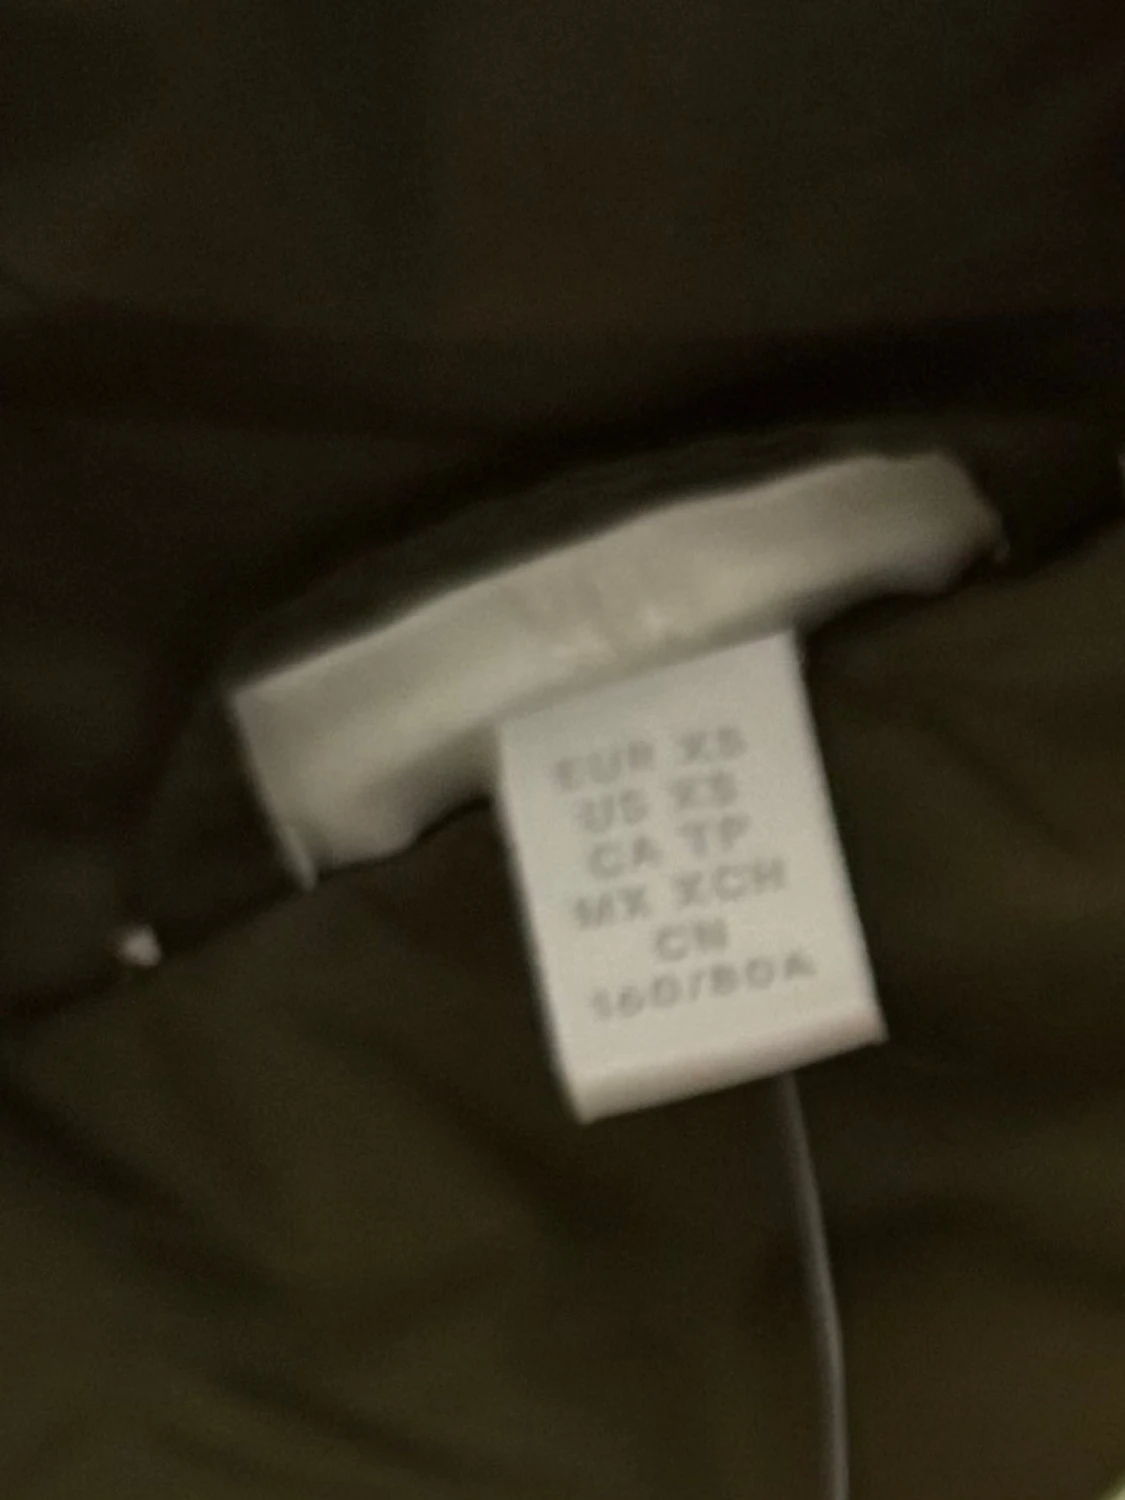 EUR XS
US XS
CA TP
MX XCH
CN
160/80A